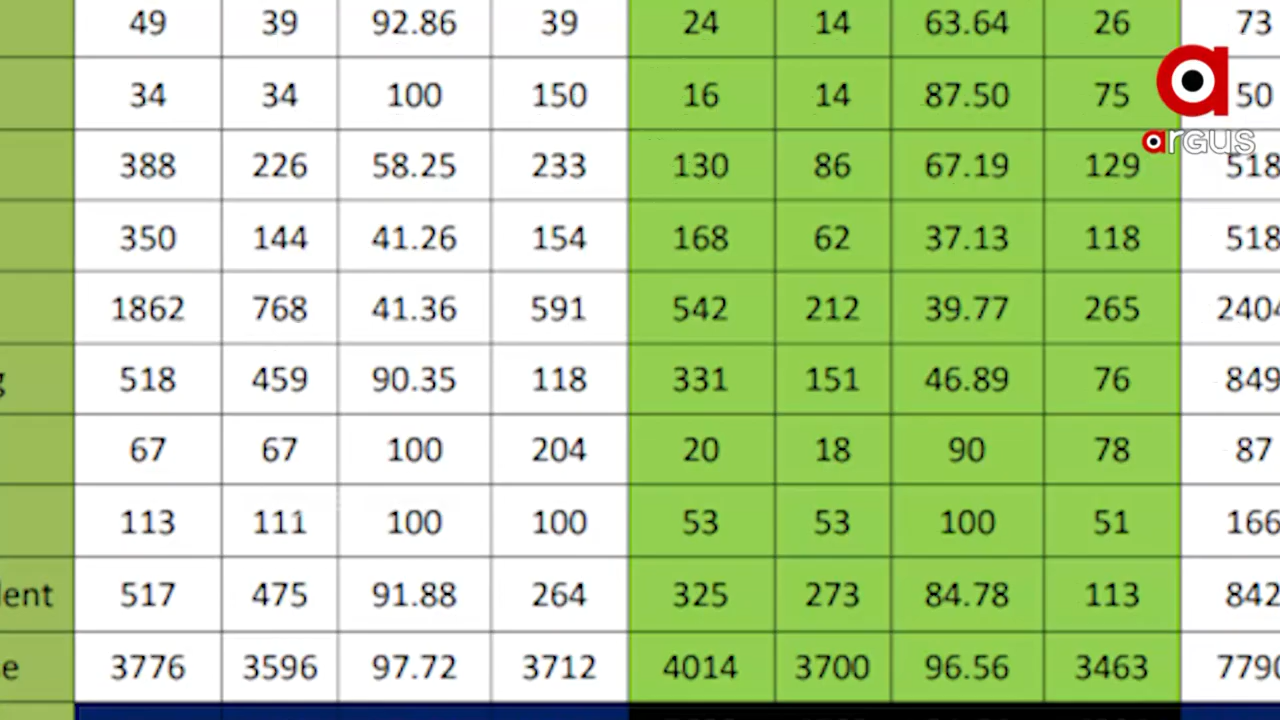 49 39 92.86 39 24 14 63.64 26 73
34 34 100 150 16 14 87.50 75 50
argus
388 226 58.25 233 130 86 67.19 129 518
350 144 41.26 154 168 62 37.13 118 518
1862 768 41.36 591 542 212 39.77 265 2404
g 518 459 90.35 118 331 151 46.89 76 849
67 67 100 204 20 18 90 78 87
113 111 100 100 53 53 100 51 166
lent 517 475 91.88 264 325 273 84.78 113 842
e 3776 3596 97.72 3712 4014 3700 96.56 3463 7790